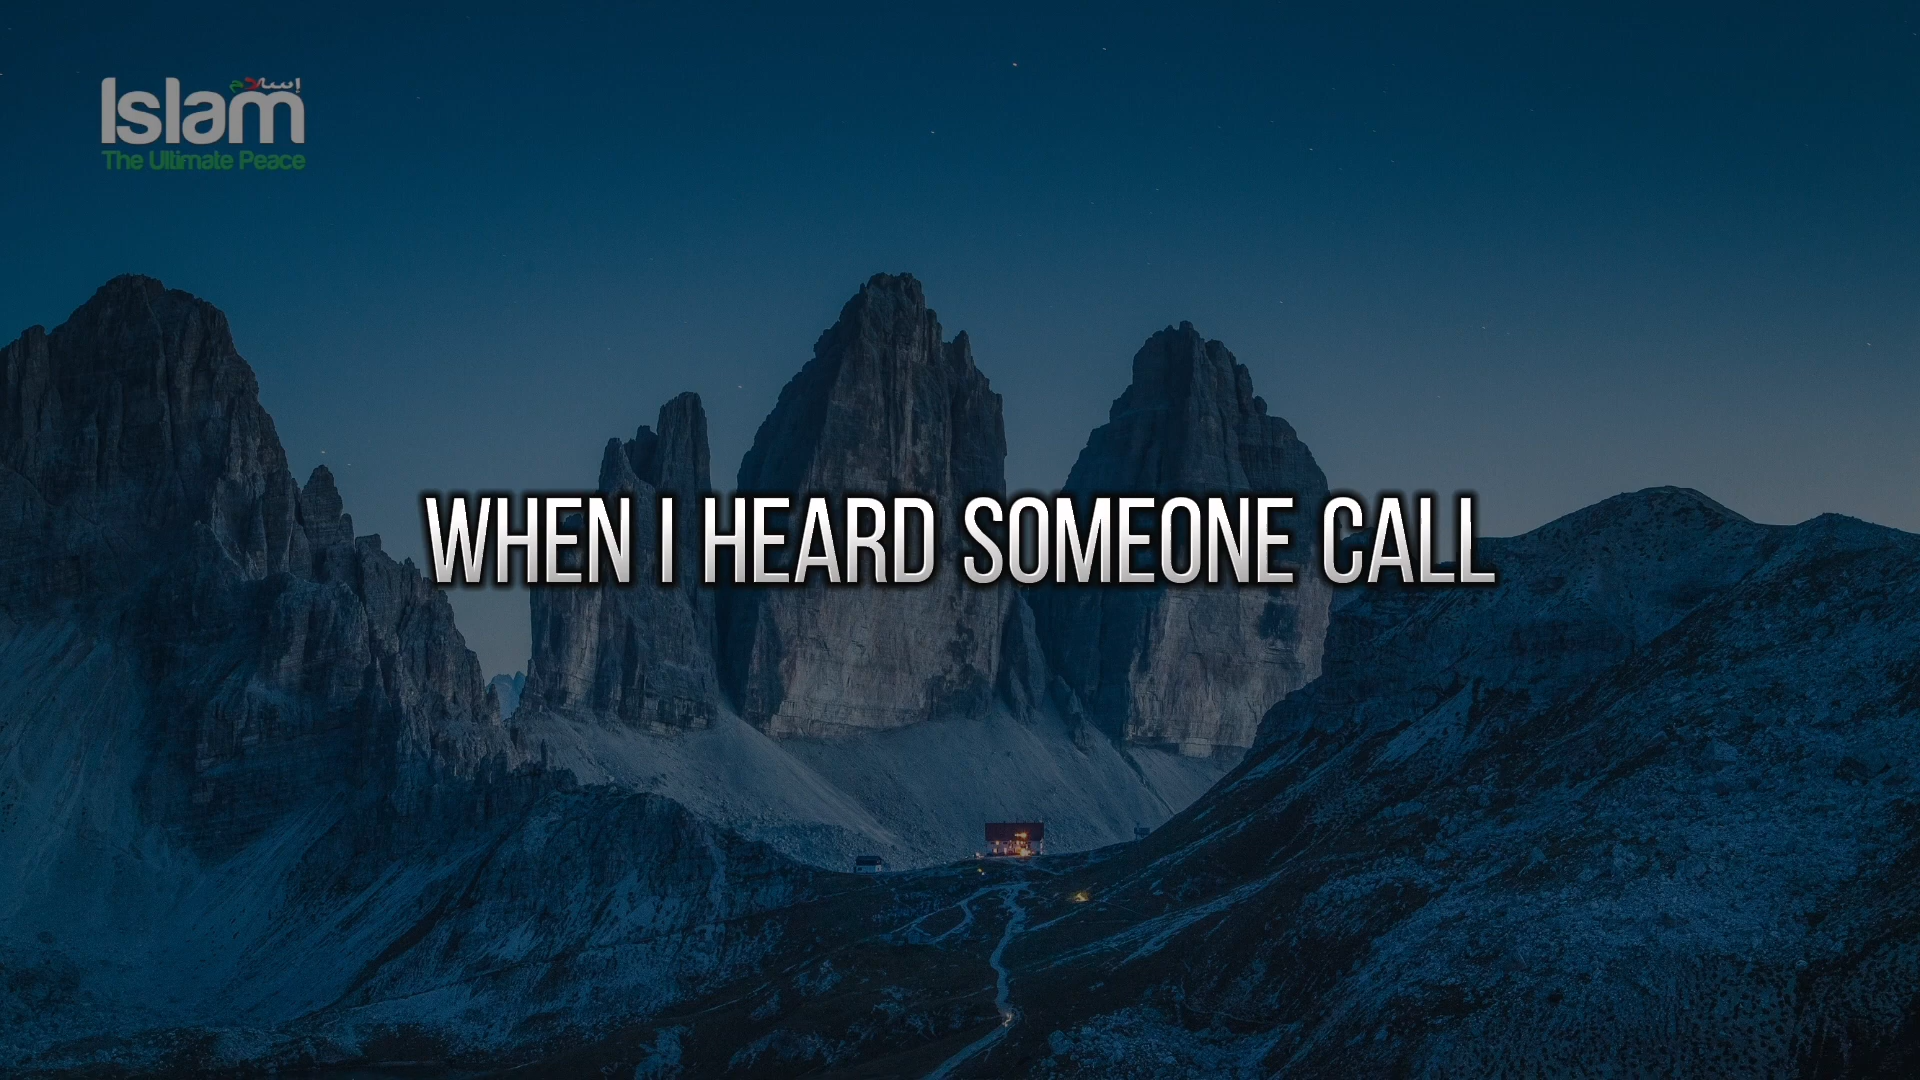 إسلام
Islam
The Ultimate Peace
WHEN I HEARD SOMEONE CALL